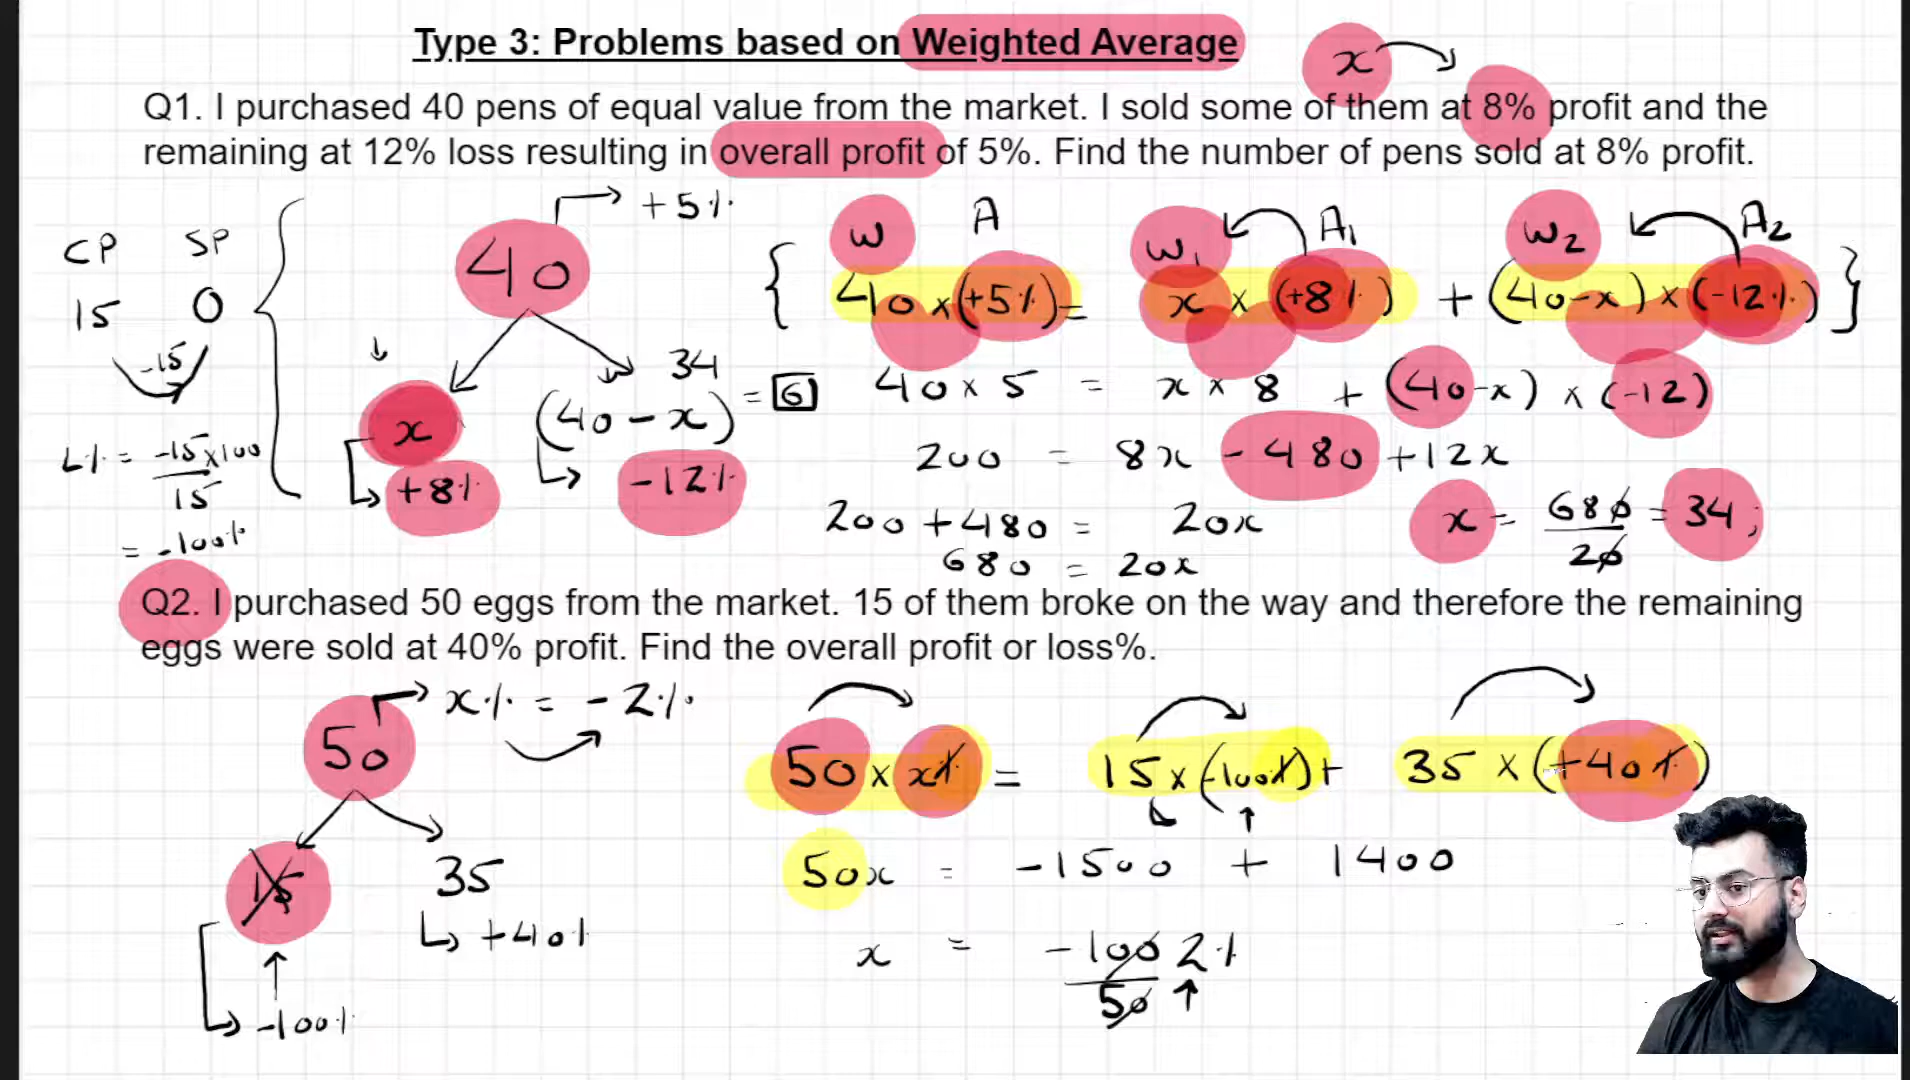 Type 3: Problems based on Weighted Average
x
Q1. I purchased 40 pens of equal value from the market. I sold some of them at 8% profit and the
remaining at 12% loss resulting in overall profit of 5%. Find the number of pens sold at 8% profit.
CP SP
15 0
-15
L% = -15 x 100
15
= -100%
+5%
40
x
+8%
34
(40 - x) = 6
-12%
W A W1 A1 W2 A2
{ 40 x (+5%) = x x (+8%) + (40-x) x (-12%) }
40 x 5 = x x 8 + (40-x) x (-12)
200 = 8x - 480 + 12x
200 + 480 = 20x
680 = 20x
x = 680 = 34;
20
Q2. I purchased 50 eggs from the market. 15 of them broke on the way and therefore the remaining
eggs were sold at 40% profit. Find the overall profit or loss%.
50
x% = -2%
15
35
+40%
-100%
50 x x% = 15 x (-100%) + 35 x (+40%)
50x = -1500 + 1400
x = -100 2%
50